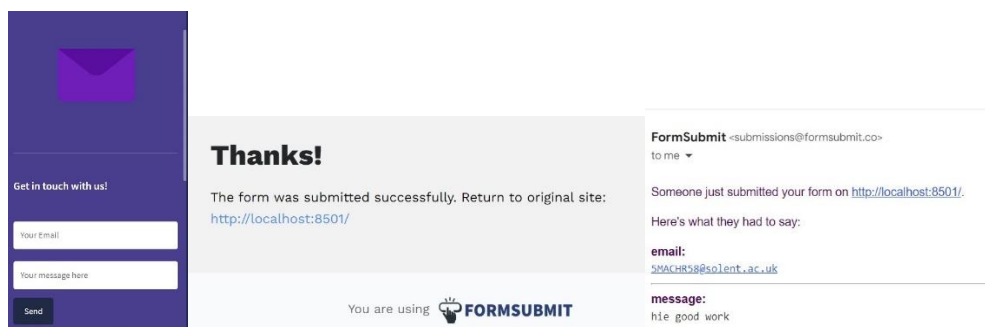 Get in touch with us!
Your Email
Your message here
Send
Thanks!
The form was submitted successfully. Return to original site:
http://localhost:8501/
You are using FORMSUBMIT
FormSubmit <submissions@formsubmit.co>
to me
Someone just submitted your form on http://localhost:8501/.
Here's what they had to say:
email:
5MACHR58@solent.ac.uk
message:
hie good work